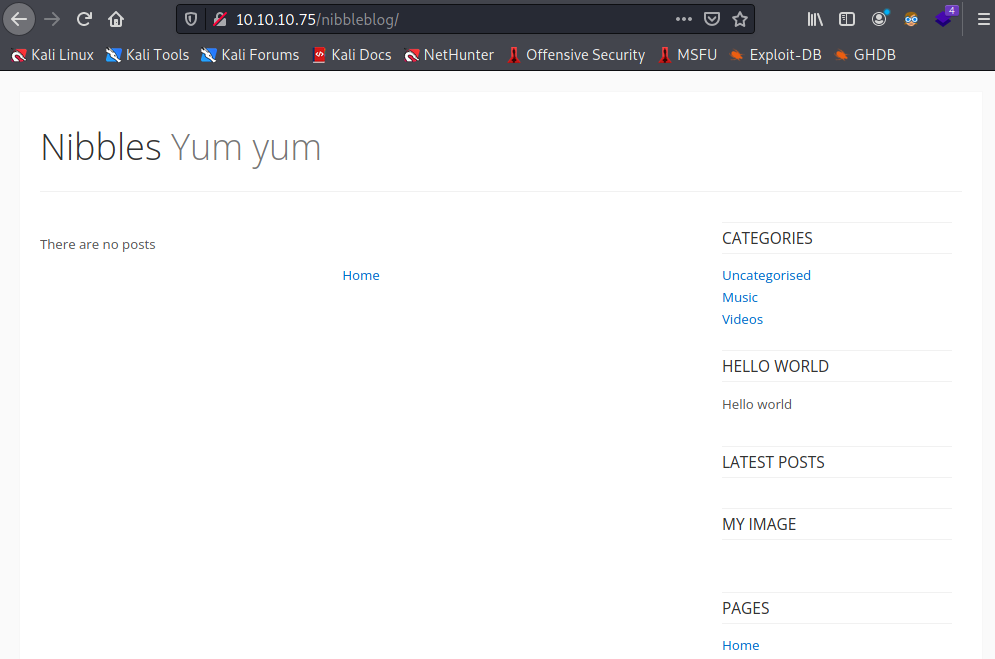 10.10.10.75/nibbleblog/
4
Kali Linux Kali Tools Kali Forums Kali Docs NetHunter Offensive Security MSFU Exploit-DB GHDB
Nibbles Yum yum
There are no posts
Home
CATEGORIES
Uncategorised
Music
Videos
HELLO WORLD
Hello world
LATEST POSTS
MY IMAGE
PAGES
Home